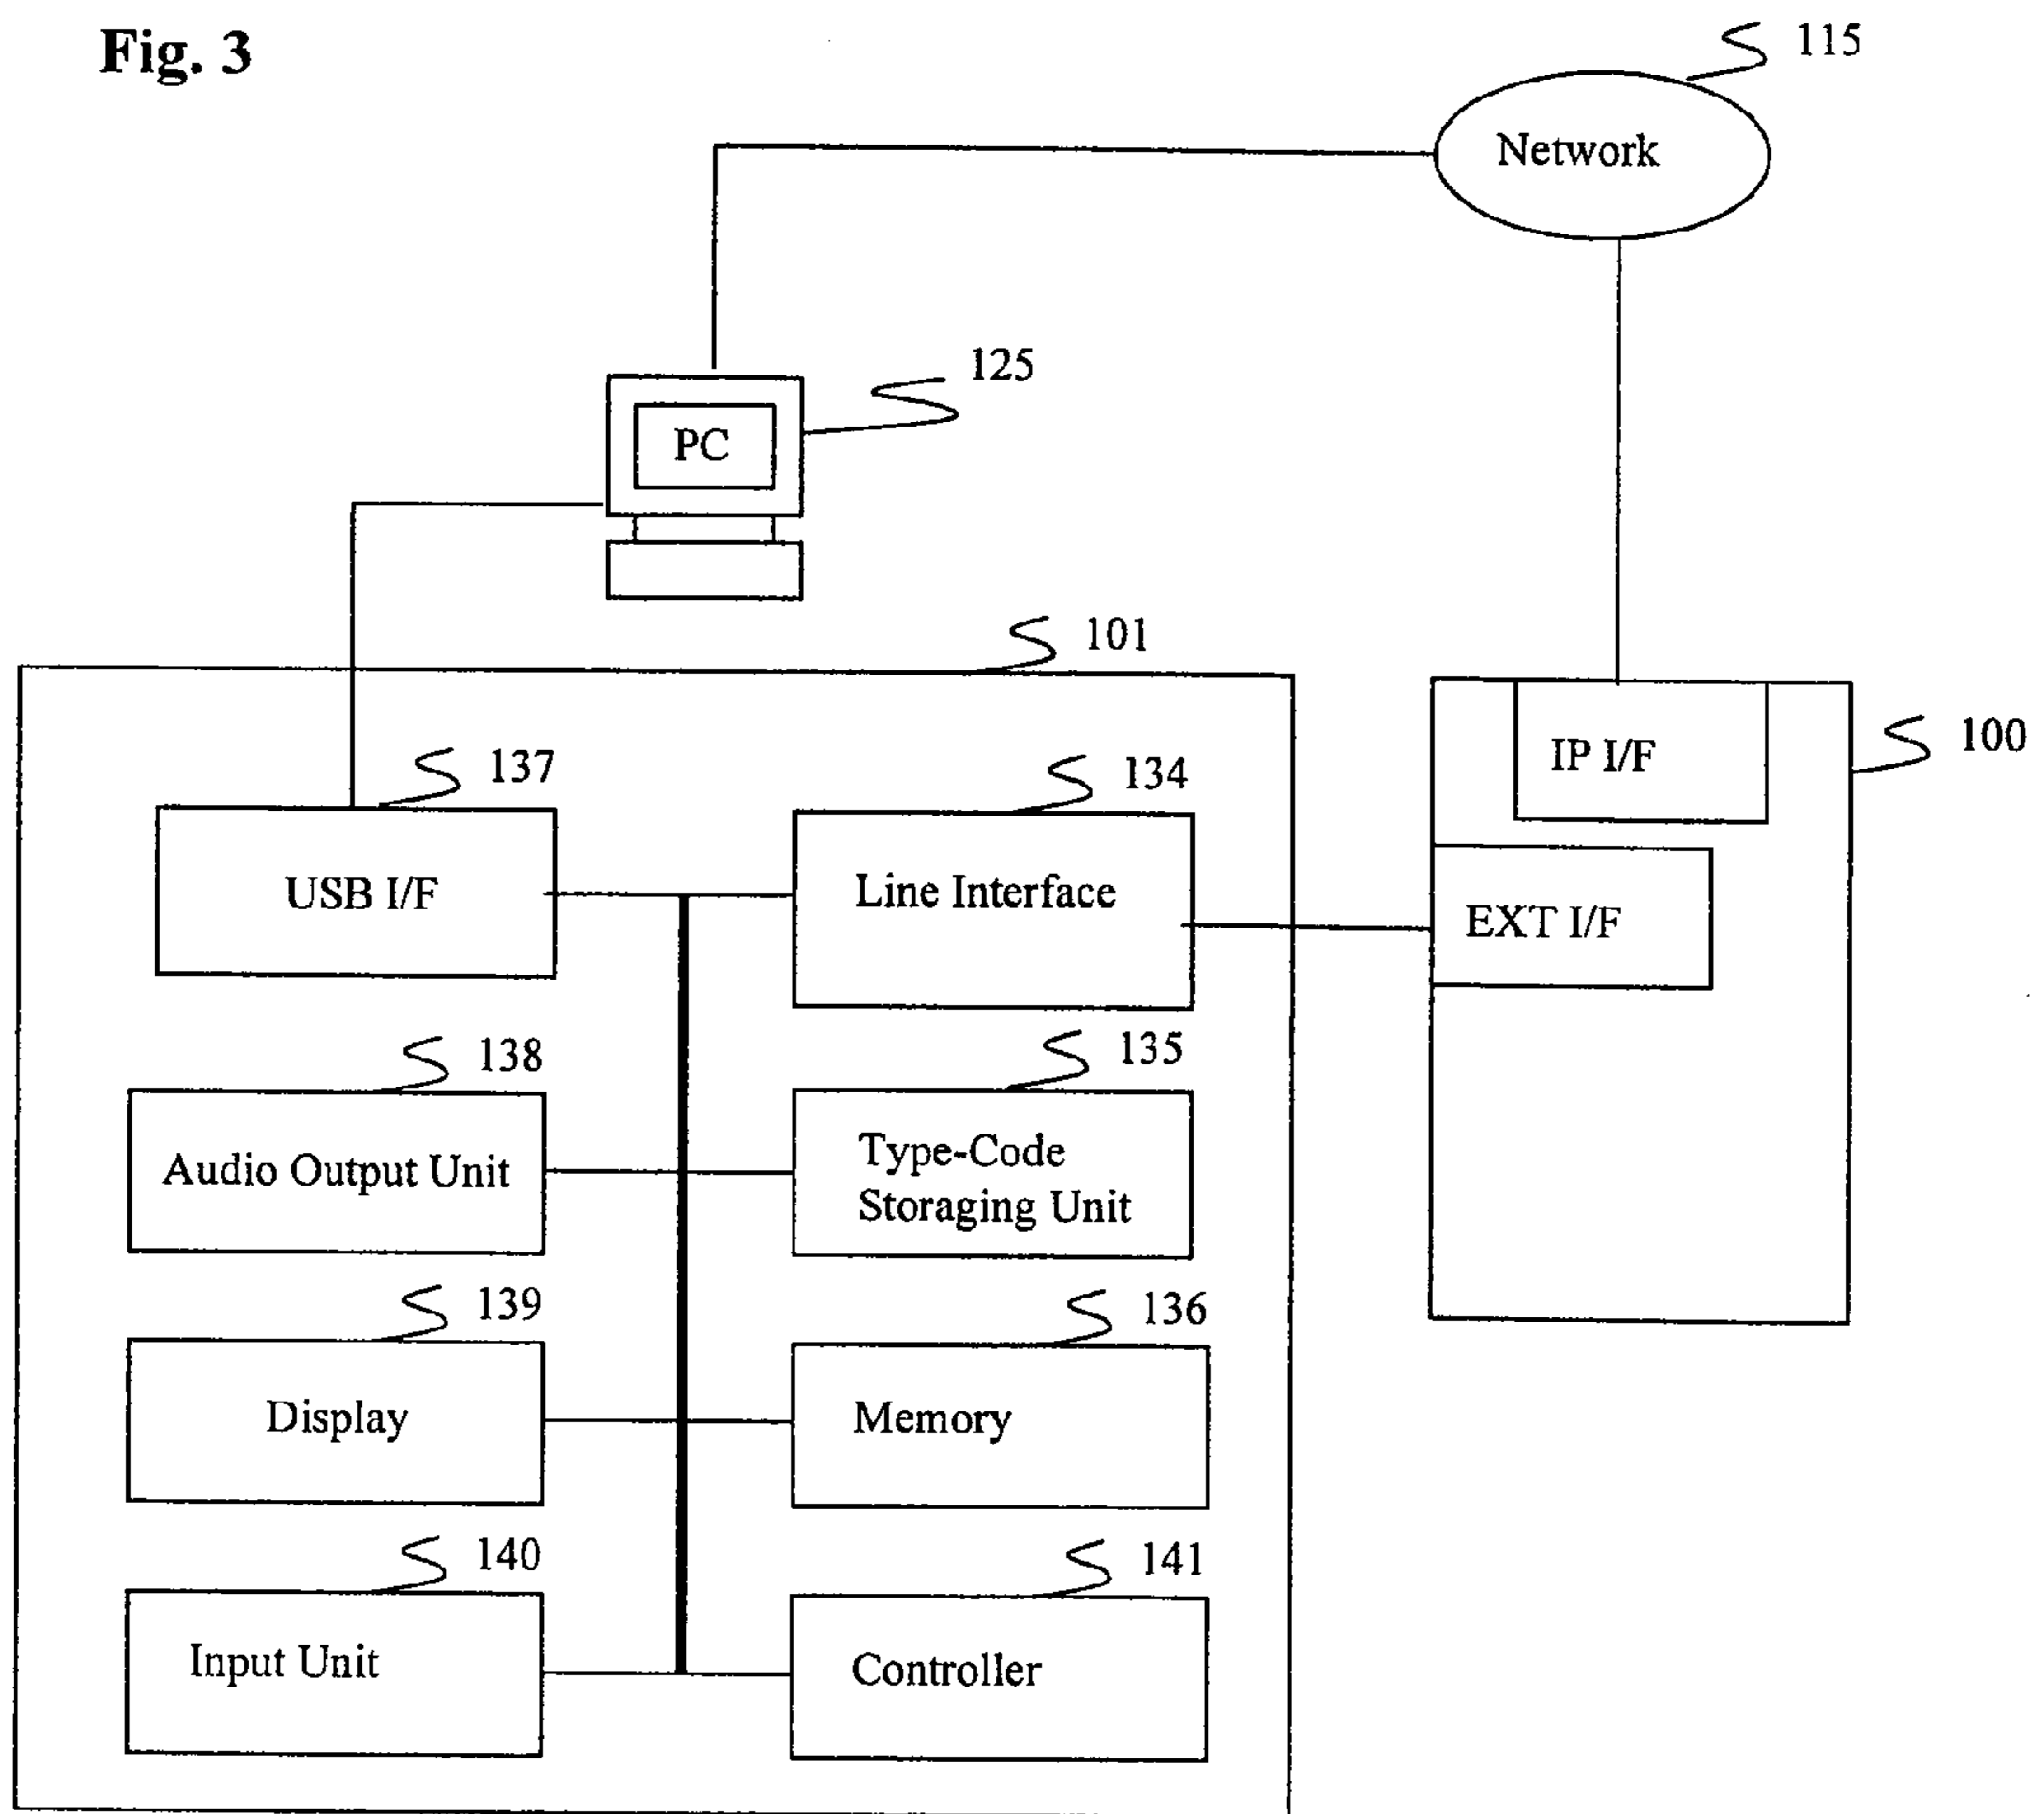 Fig. 3
115
Network
125
PC
101
137
134
IP I/F
100
USB I/F
Line Interface
EXT I/F
138
135
Audio Output Unit
Type-Code
Storaging Unit
139
136
Display
Memory
140
141
Input Unit
Controller